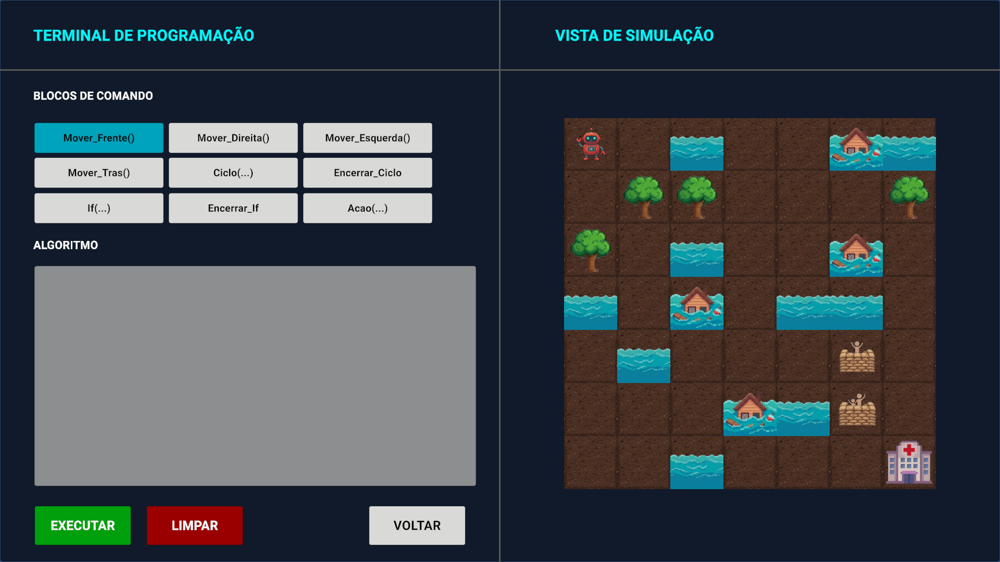 TERMINAL DE PROGRAMAÇÃO
VISTA DE SIMULAÇÃO
BLOCOS DE COMANDO
Mover_Frente()
Mover_Direita()
Mover_Esquerda()
Mover_Tras()
Ciclo(...)
Encerrar_Ciclo
If(...)
Encerrar_If
Acao(...)
ALGORITMO
EXECUTAR
LIMPAR
VOLTAR